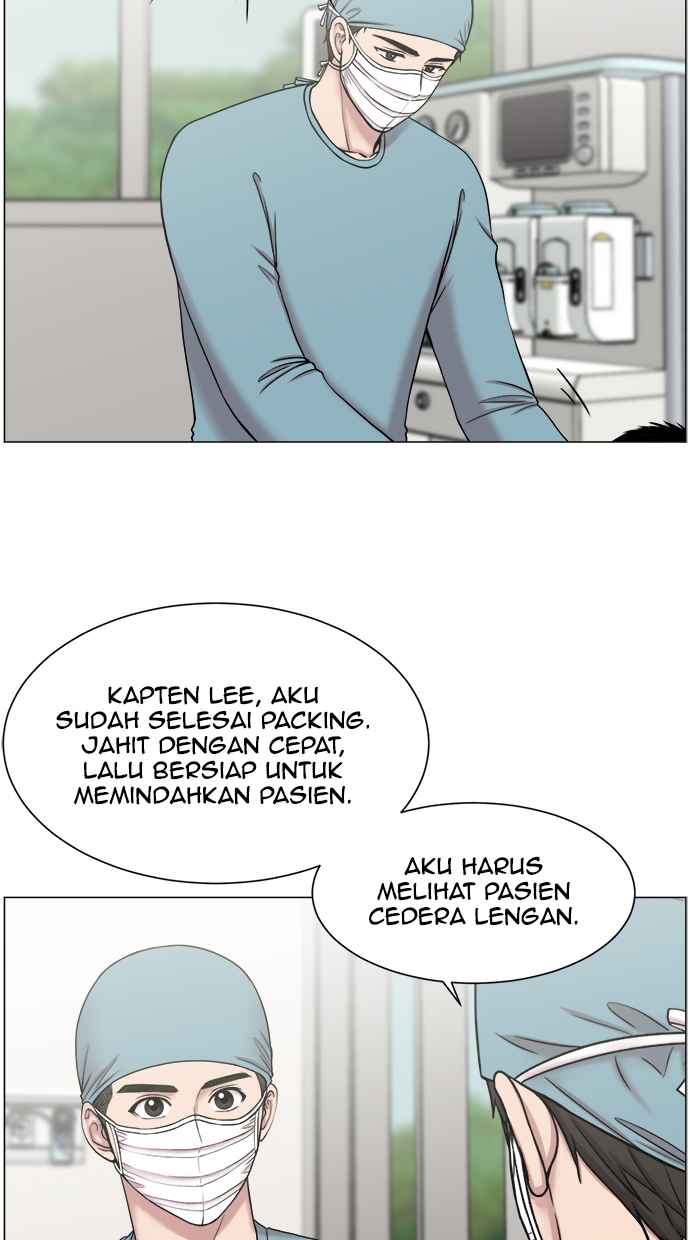 KAPTEN LEE, AKU
SUDAH SELESAI PACKING.
JAHIT DENGAN CEPAT,
LALU BERSIAP UNTUK
MEMINDAHKAN PASIEN.
AKU HARUS
MELIHAT PASIEN
CEDERA LENGAN.